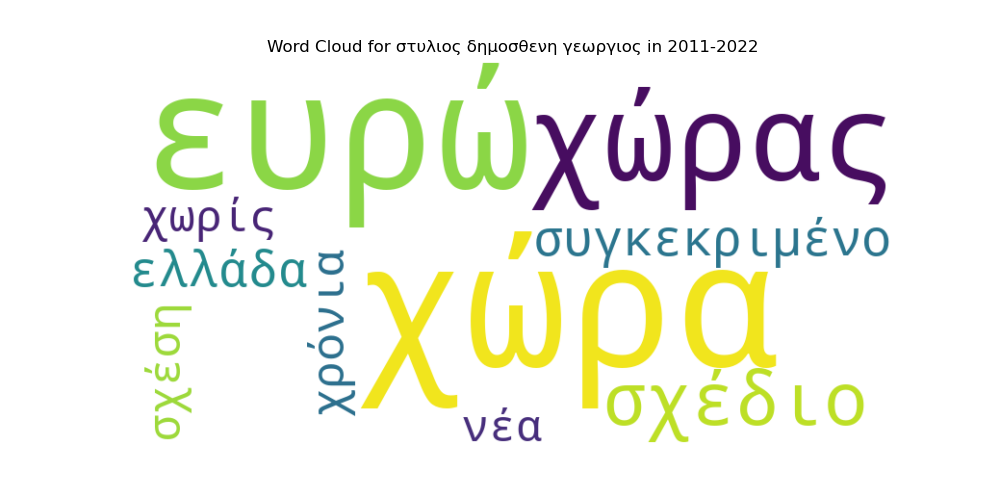 Word Cloud for στυλιος δημοσθενη γεωργιος in 2011-2022
ευρώ
χώρας
χωρίς
συγκεκριμένο
ελλάδα
χρόνια
χώρα
σχέση
σχέδιο
νέα